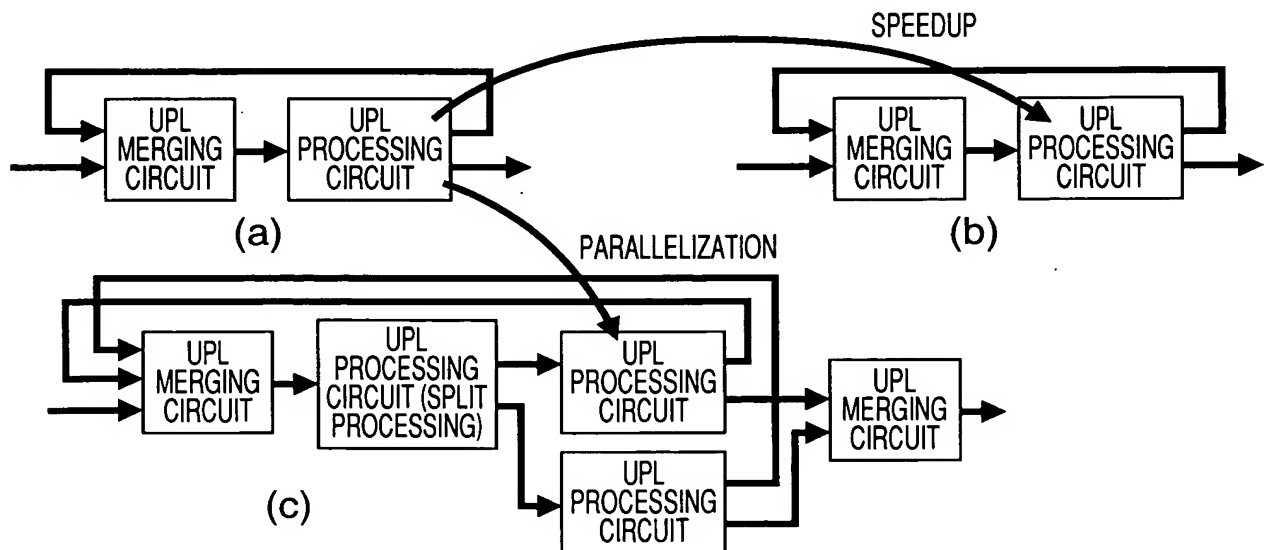 SPEEDUP
UPL
MERGING
CIRCUIT
UPL
PROCESSING
CIRCUIT
(a)
UPL
MERGING
CIRCUIT
UPL
PROCESSING
CIRCUIT
(b)
PARALLELIZATION
UPL
MERGING
CIRCUIT
UPL
PROCESSING
CIRCUIT (SPLIT
PROCESSING)
UPL
PROCESSING
CIRCUIT
UPL
MERGING
CIRCUIT
UPL
PROCESSING
CIRCUIT
(c)